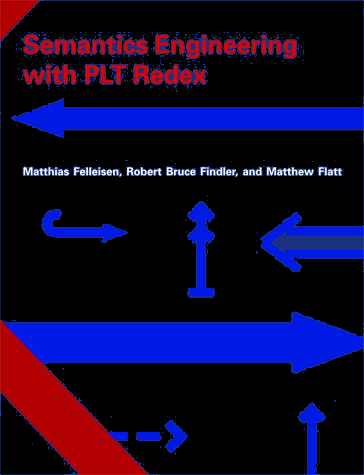 Semantics Engineering
with PLT Redex
Matthias Felleisen, Robert Bruce Findler, and Matthew Flatt